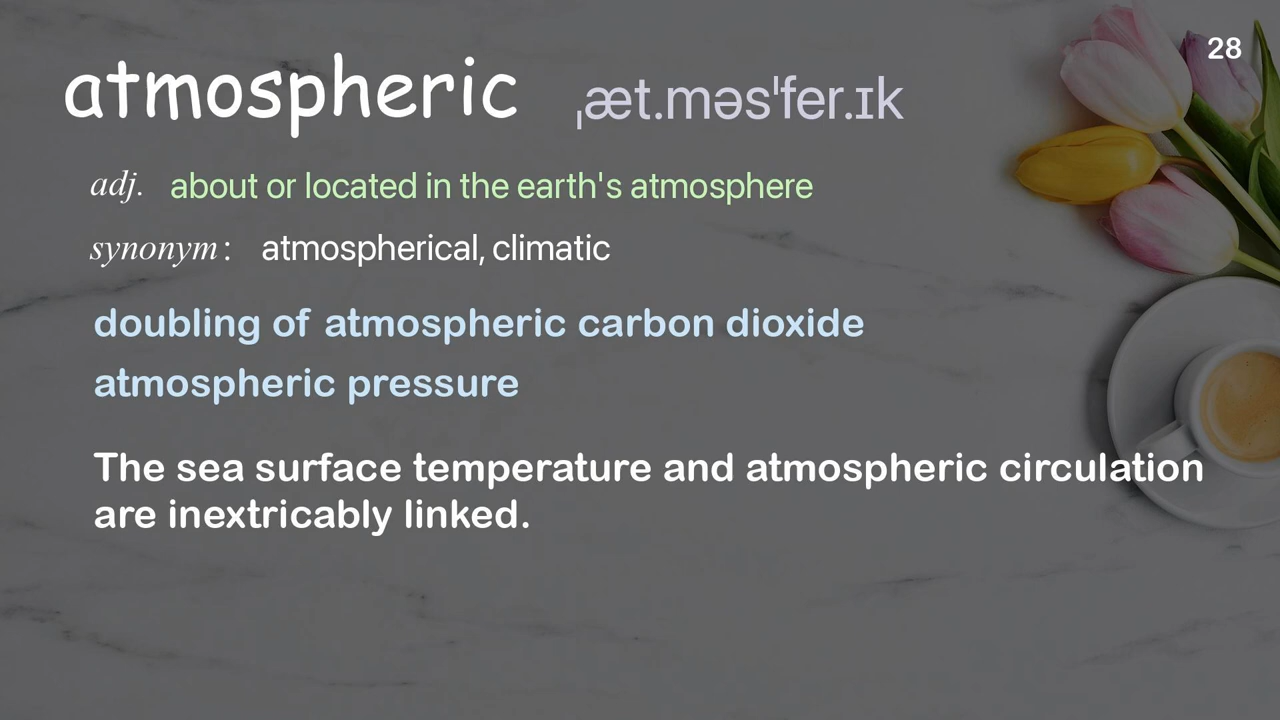 28
atmospheric ˌæt.məsˈfer.ɪk
adj. about or located in the earth's atmosphere
synonym: atmospherical, climatic
doubling of atmospheric carbon dioxide
atmospheric pressure
The sea surface temperature and atmospheric circulation
are inextricably linked.